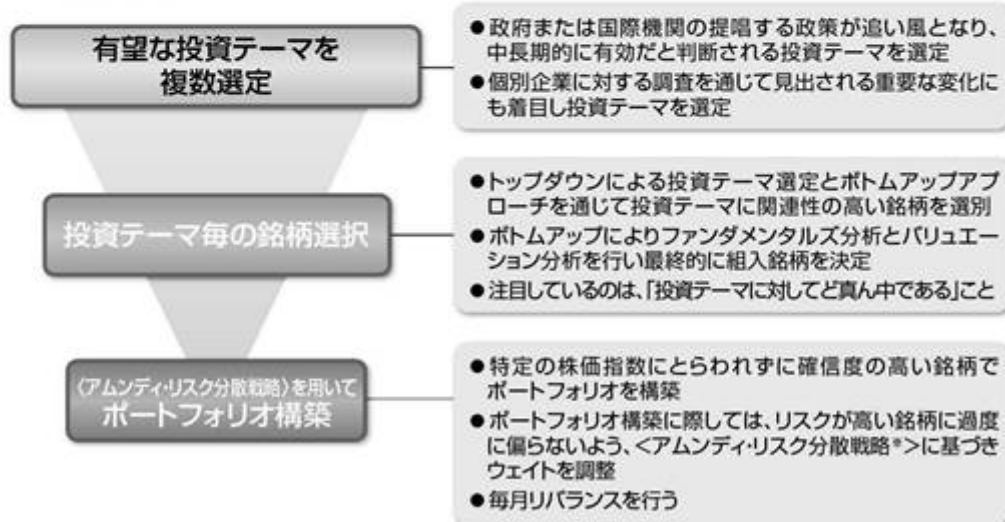 有望な投資テーマを
複数選定
●政府または国際機関の提唱する政策が追い風となり、
中長期的に有効だと判断される投資テーマを選定
●個別企業に対する調査を通じて見出される重要な変化に
も着目し投資テーマを選定
投資テーマ毎の銘柄選択
●トップダウンによる投資テーマ選定とボトムアップアプ
ローチを通じて投資テーマに関連性の高い銘柄を選別
●ボトムアップによりファンダメンタルズ分析とバリュエー
ション分析を行い最終的に組入銘柄を決定
●注目しているのは、「投資テーマに対してど真ん中である」こと
〈アムンディ・リスク分散戦略〉を用いて
ポートフォリオ構築
●特定の株価指数にとらわれずに確信度の高い銘柄で
ポートフォリオを構築
●ポートフォリオ構築に際しては、リスクが高い銘柄に過度
に偏らないよう、<アムンディ・リスク分散戦略*>に基づき
ウェイトを調整
●毎月リバランスを行う